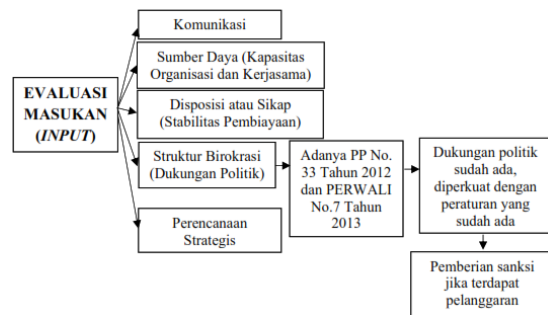 Komunikasi
Sumber Daya (Kapasitas
Organisasi dan Kerjasama)
EVALUASI
MASUKAN
(INPUT)
Disposisi atau Sikap
(Stabilitas Pembiayaan)
Struktur Birokrasi
(Dukungan Politik)
Adanya PP No.
33 Tahun 2012
dan PERWALI
No.7 Tahun
2013
Dukungan politik
sudah ada,
diperkuat dengan
peraturan yang
sudah ada
Perencanaan
Strategis
Pemberian sanksi
jika terdapat
pelanggaran